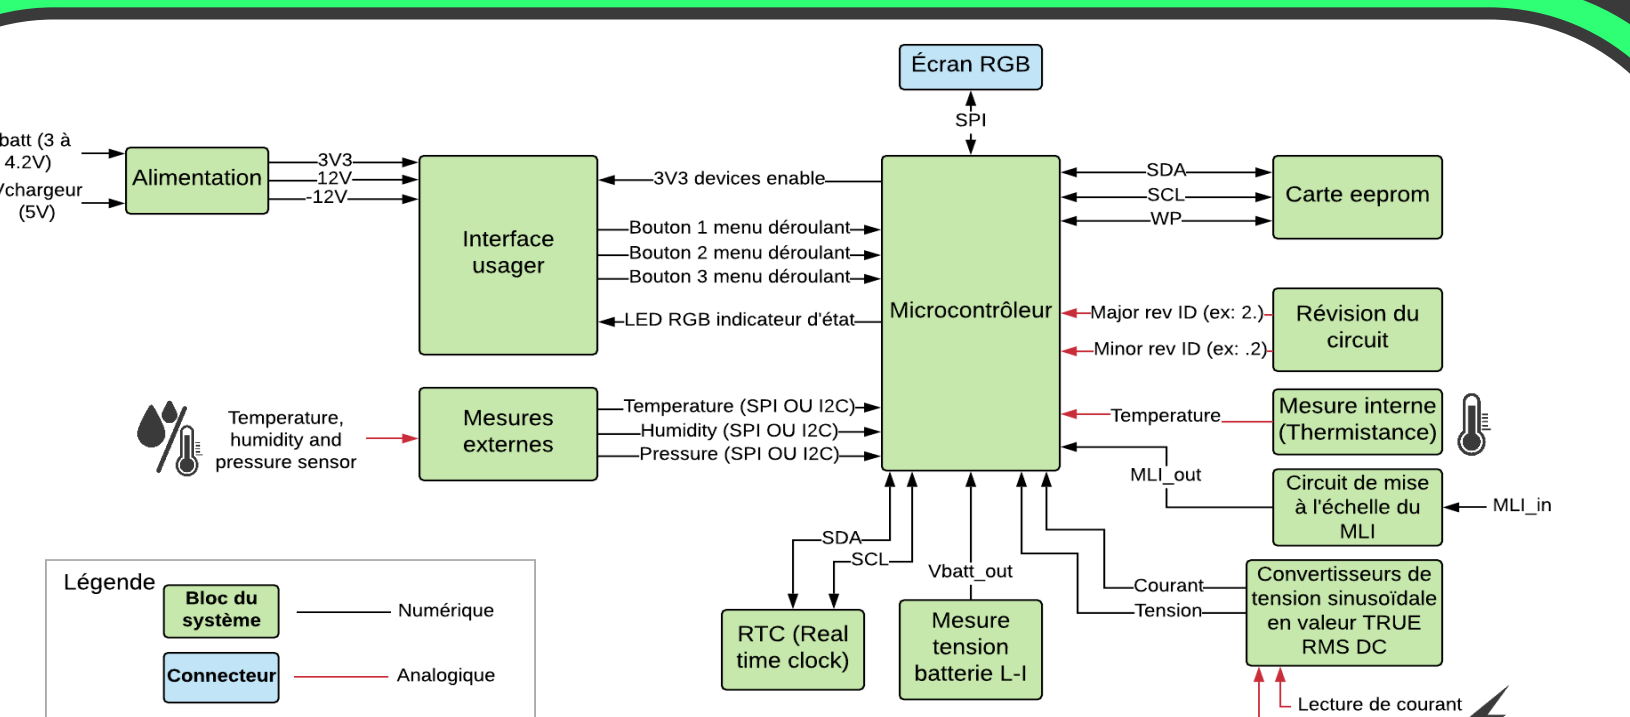 Écran RGB
SPI
batt (3 à
4.2V)
Vchargeur
(5V)
Alimentation
3V3
12V
-12V
Interface
usager
3V3 devices enable
Bouton 1 menu déroulant
Bouton 2 menu déroulant
Bouton 3 menu déroulant
LED RGB indicateur d'état
Microcontrôleur
SDA
SCL
WP
Carte eeprom
Major rev ID (ex: 2.)
Minor rev ID (ex: .2)
Révision du
circuit
Temperature,
humidity and
pressure sensor
Mesures
externes
Temperature (SPI OU I2C)
Humidity (SPI OU I2C)
Pressure (SPI OU I2C)
Temperature
Mesure interne
(Thermistance)
MLI_out
Circuit de mise
à l'échelle du
MLI
MLI_in
SDA
SCL
RTC (Real
time clock)
Vbatt_out
Mesure
tension
batterie L-I
Courant
Tension
Convertisseurs de
tension sinusoïdale
en valeur TRUE
RMS DC
Lecture de courant
Légende
Bloc du
système
Numérique
Connecteur
Analogique